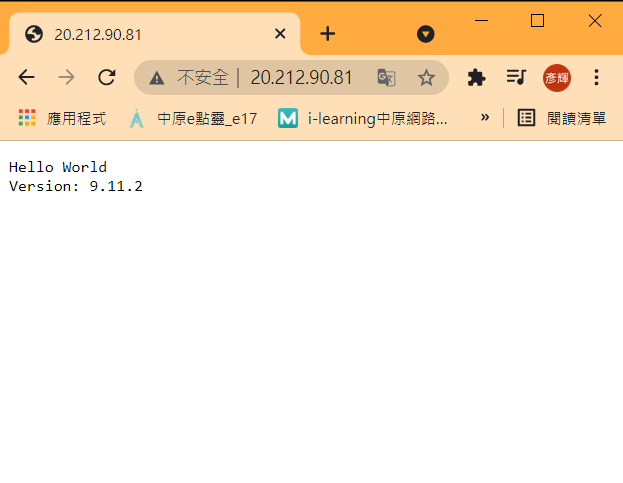 20.212.90.81
不安全 | 20.212.90.81
彥輝
應用程式 中原e點靈_e17 i-learning中原網路... » 閱讀清單
Hello World
Version: 9.11.2